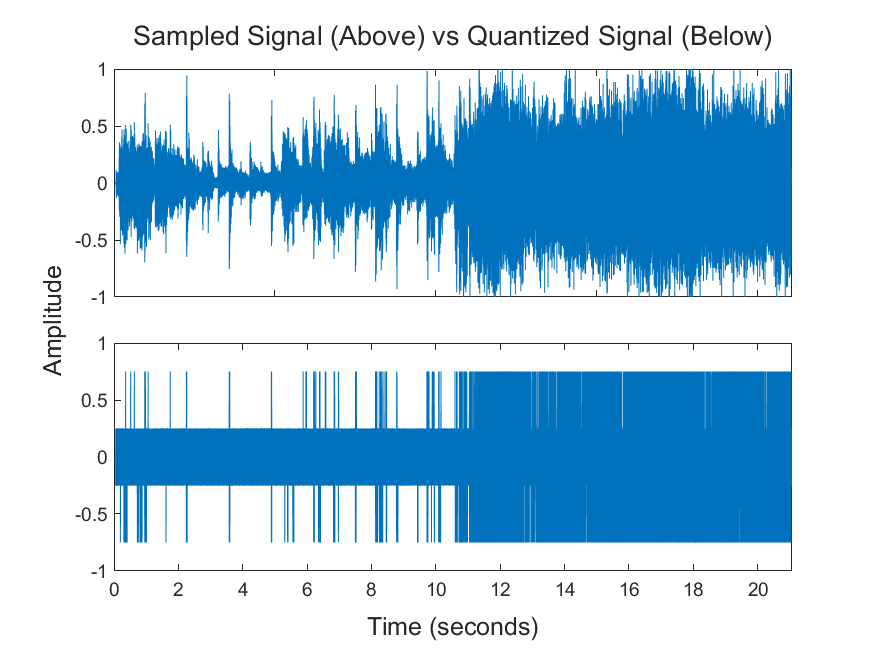 Sampled Signal (Above) vs Quantized Signal (Below)
1
0.5
0
-0.5
-1
Amplitude
1
0.5
0
-0.5
-1
0 2 4 6 8 10 12 14 16 18 20
Time (seconds)